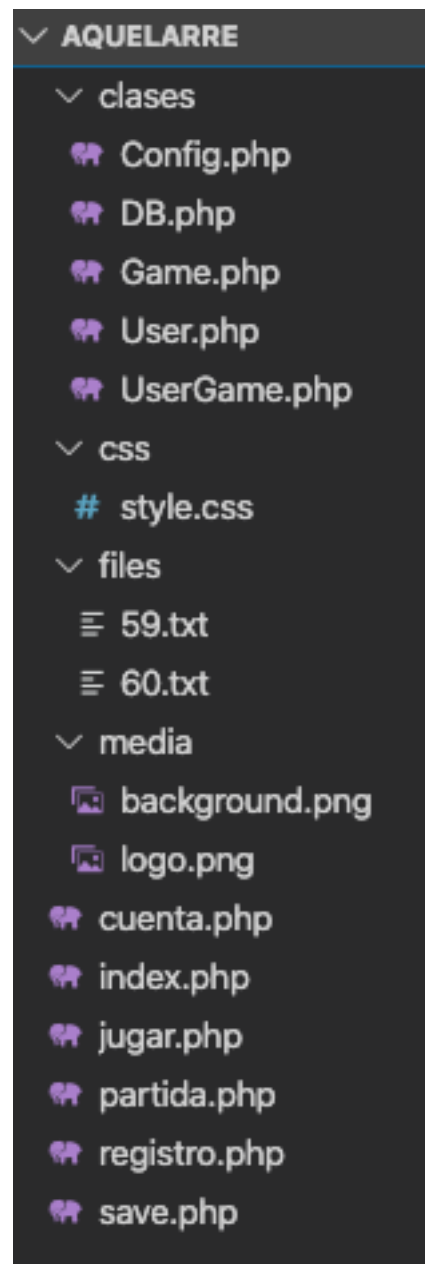 AQUELARRE
clases
Config.php
DB.php
Game.php
User.php
UserGame.php
css
# style.css
files
59.txt
60.txt
media
background.png
logo.png
cuenta.php
index.php
jugar.php
partida.php
registro.php
save.php